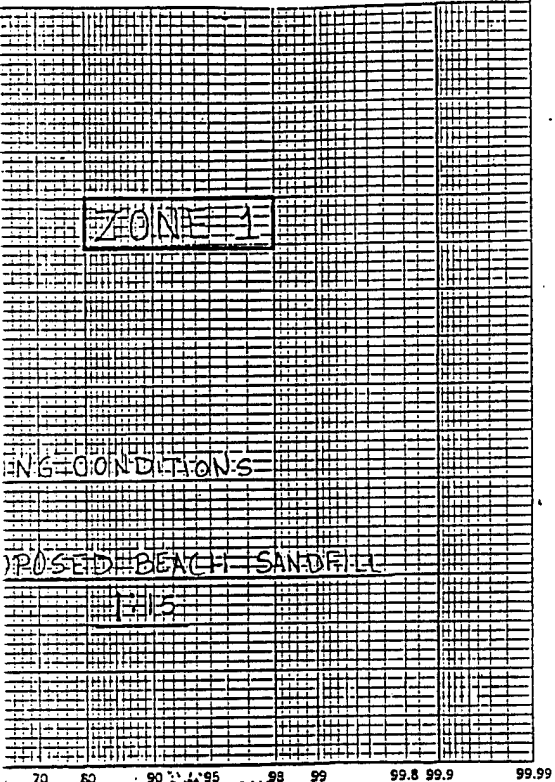 ZONE 1
NG CONDITIONS
POSED BEACH SANDFILL
1:15
70 80 90 95 98 99 99.8 99.9 99.99